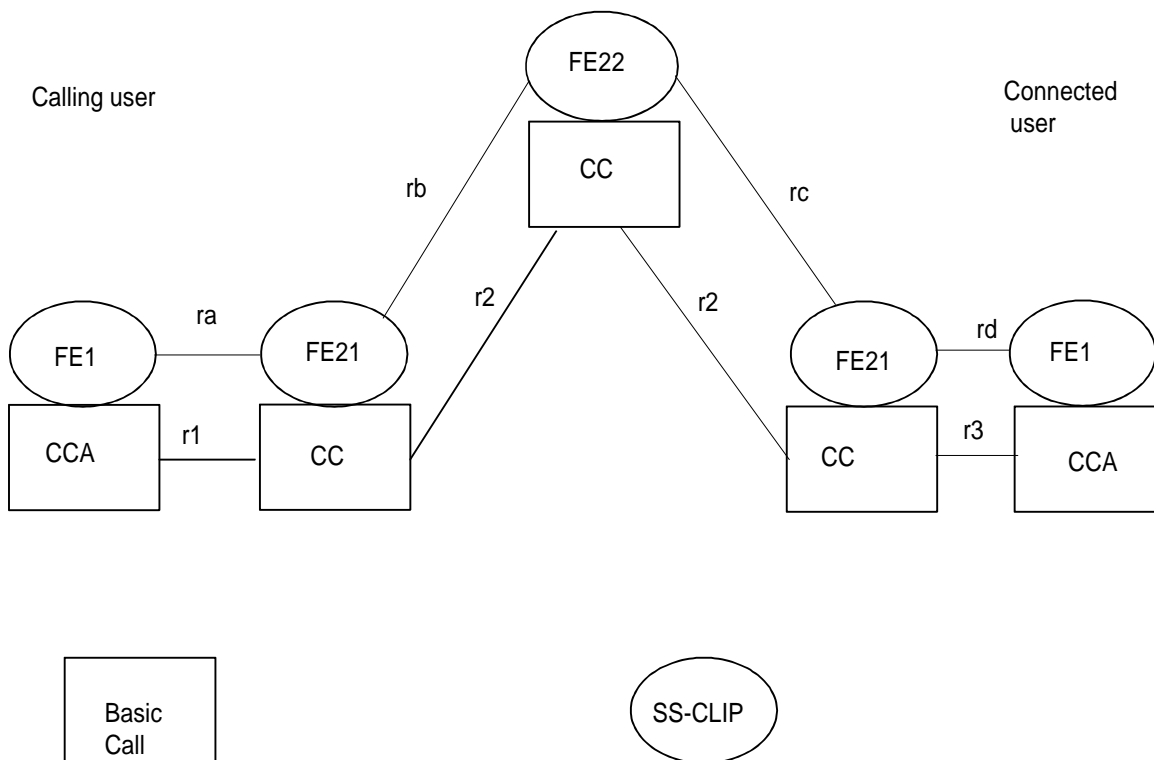 FE22
Calling user
Connected
user
CC
rb
rc
r2
r2
ra
rd
FE1
FE21
FE21
FE1
r1
r3
CCA
CC
CC
CCA
Basic
Call
SS-CLIP